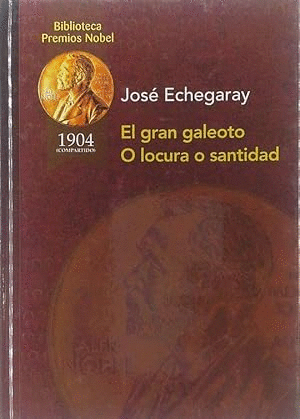 Biblioteca
Premios Nobel
1904
(COMPARTIDO)
José Echegaray
El gran galeoto
O locura o santidad